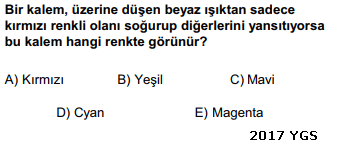 Bir kalem, üzerine düşen beyaz ışıktan sadece
kırmızı renkli olanı soğurup diğerlerini yansıtıyorsa
bu kalem hangi renkte görünür?
A) Kırmızı B) Yeşil C) Mavi
D) Cyan E) Magenta
2017 YGS